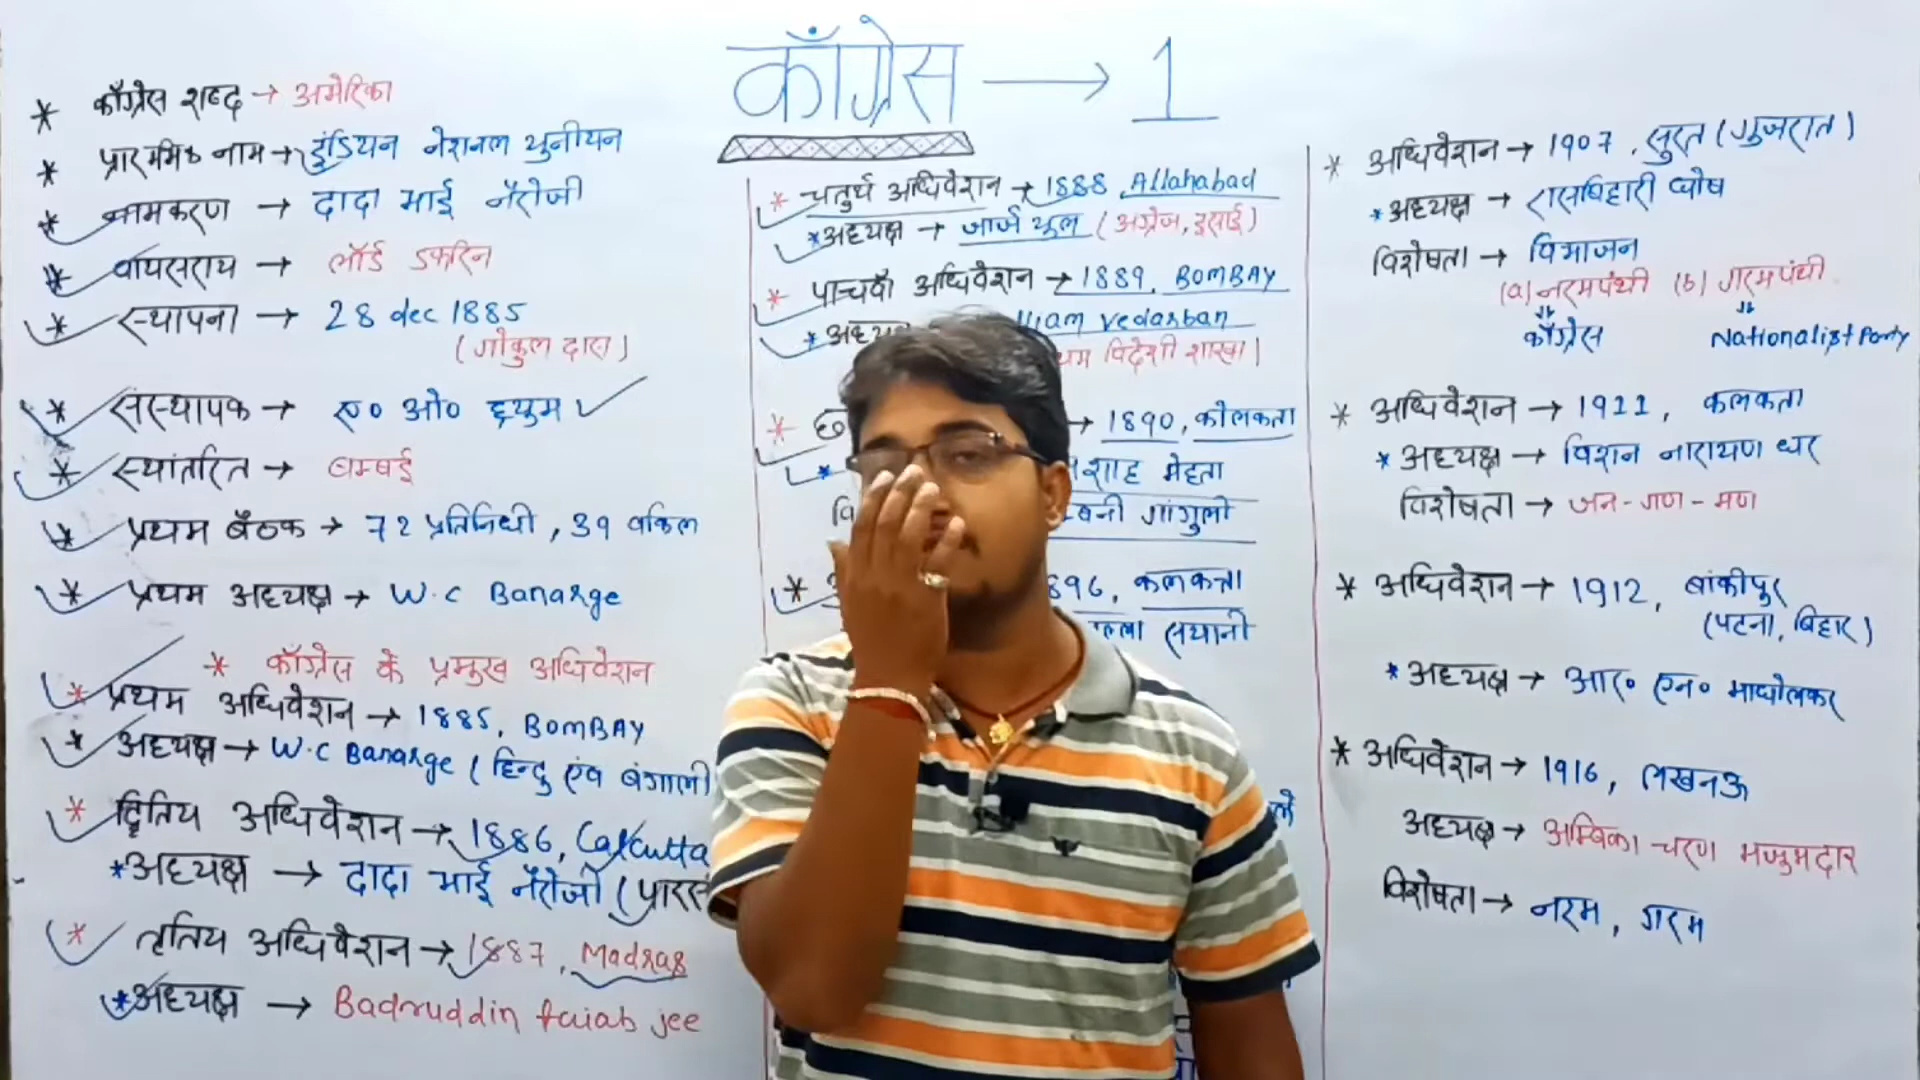 काँग्रेस → 1
* काँग्रेस शब्द → अमेरिका
* प्रारम्भिक नाम → इंडियन नेशनल युनीयन
* नामकरण → दादा भाई नैरोजी
* वायसराय → लॉर्ड डफरिन
* स्थापना → 28 dec 1885
(गोकुल दास)
* संस्थापक → ए० ओ० ह्युम
* स्थांतरित → बम्बई
* प्रथम बैठक → 72 प्रतिनिधी, 39 वकिल
* प्रथम अध्यक्ष → W.C Banarge
* काँग्रेस के प्रमुख अधिवेशन
* प्रथम अधिवेशन → 1885, BOMBAY
* अध्यक्ष → W.C Banarge (हिन्दु एंव बंगाली)
* द्वितिय अधिवेशन → 1886, Calcutta
* अध्यक्ष → दादा भाई नैरोजी
* तृतिय अधिवेशन → 1887, Madras
* अध्यक्ष → Badruddin taiab jee
* चतुर्थ अधिवेशन → 1888, Allahabad
* अध्यक्ष → जार्ज युल (अंग्रेज, इसाई)
* पाचवाँ अधिवेशन → 1889, BOMBAY
* Vedarban
विदेशी शाखा)
* → 1890, कोलकता
* मेहता
गांगुली
* कलकत्ता
सयानी
* अधिवेशन → 1907, सुरत (गुजरात)
* अध्यक्ष → रासबिहारी घोष
विशेषता → विभाजन
(a) नरमपंथी (b) गरमपंथी
काँग्रेस Nationalist Party
* अधिवेशन → 1911, कलकता
* अध्यक्ष → विशन नारायण धर
विशेषता → जन-गण-मण
* अधिवेशन → 1912, बांकीपुर
(पटना, बिहार)
* अध्यक्ष → आर० एन० माधोलकर
* अधिवेशन → 1916, लखनऊ
अध्यक्ष → अम्बिका चरण मजुमदार
विशेषता → नरम, गरम